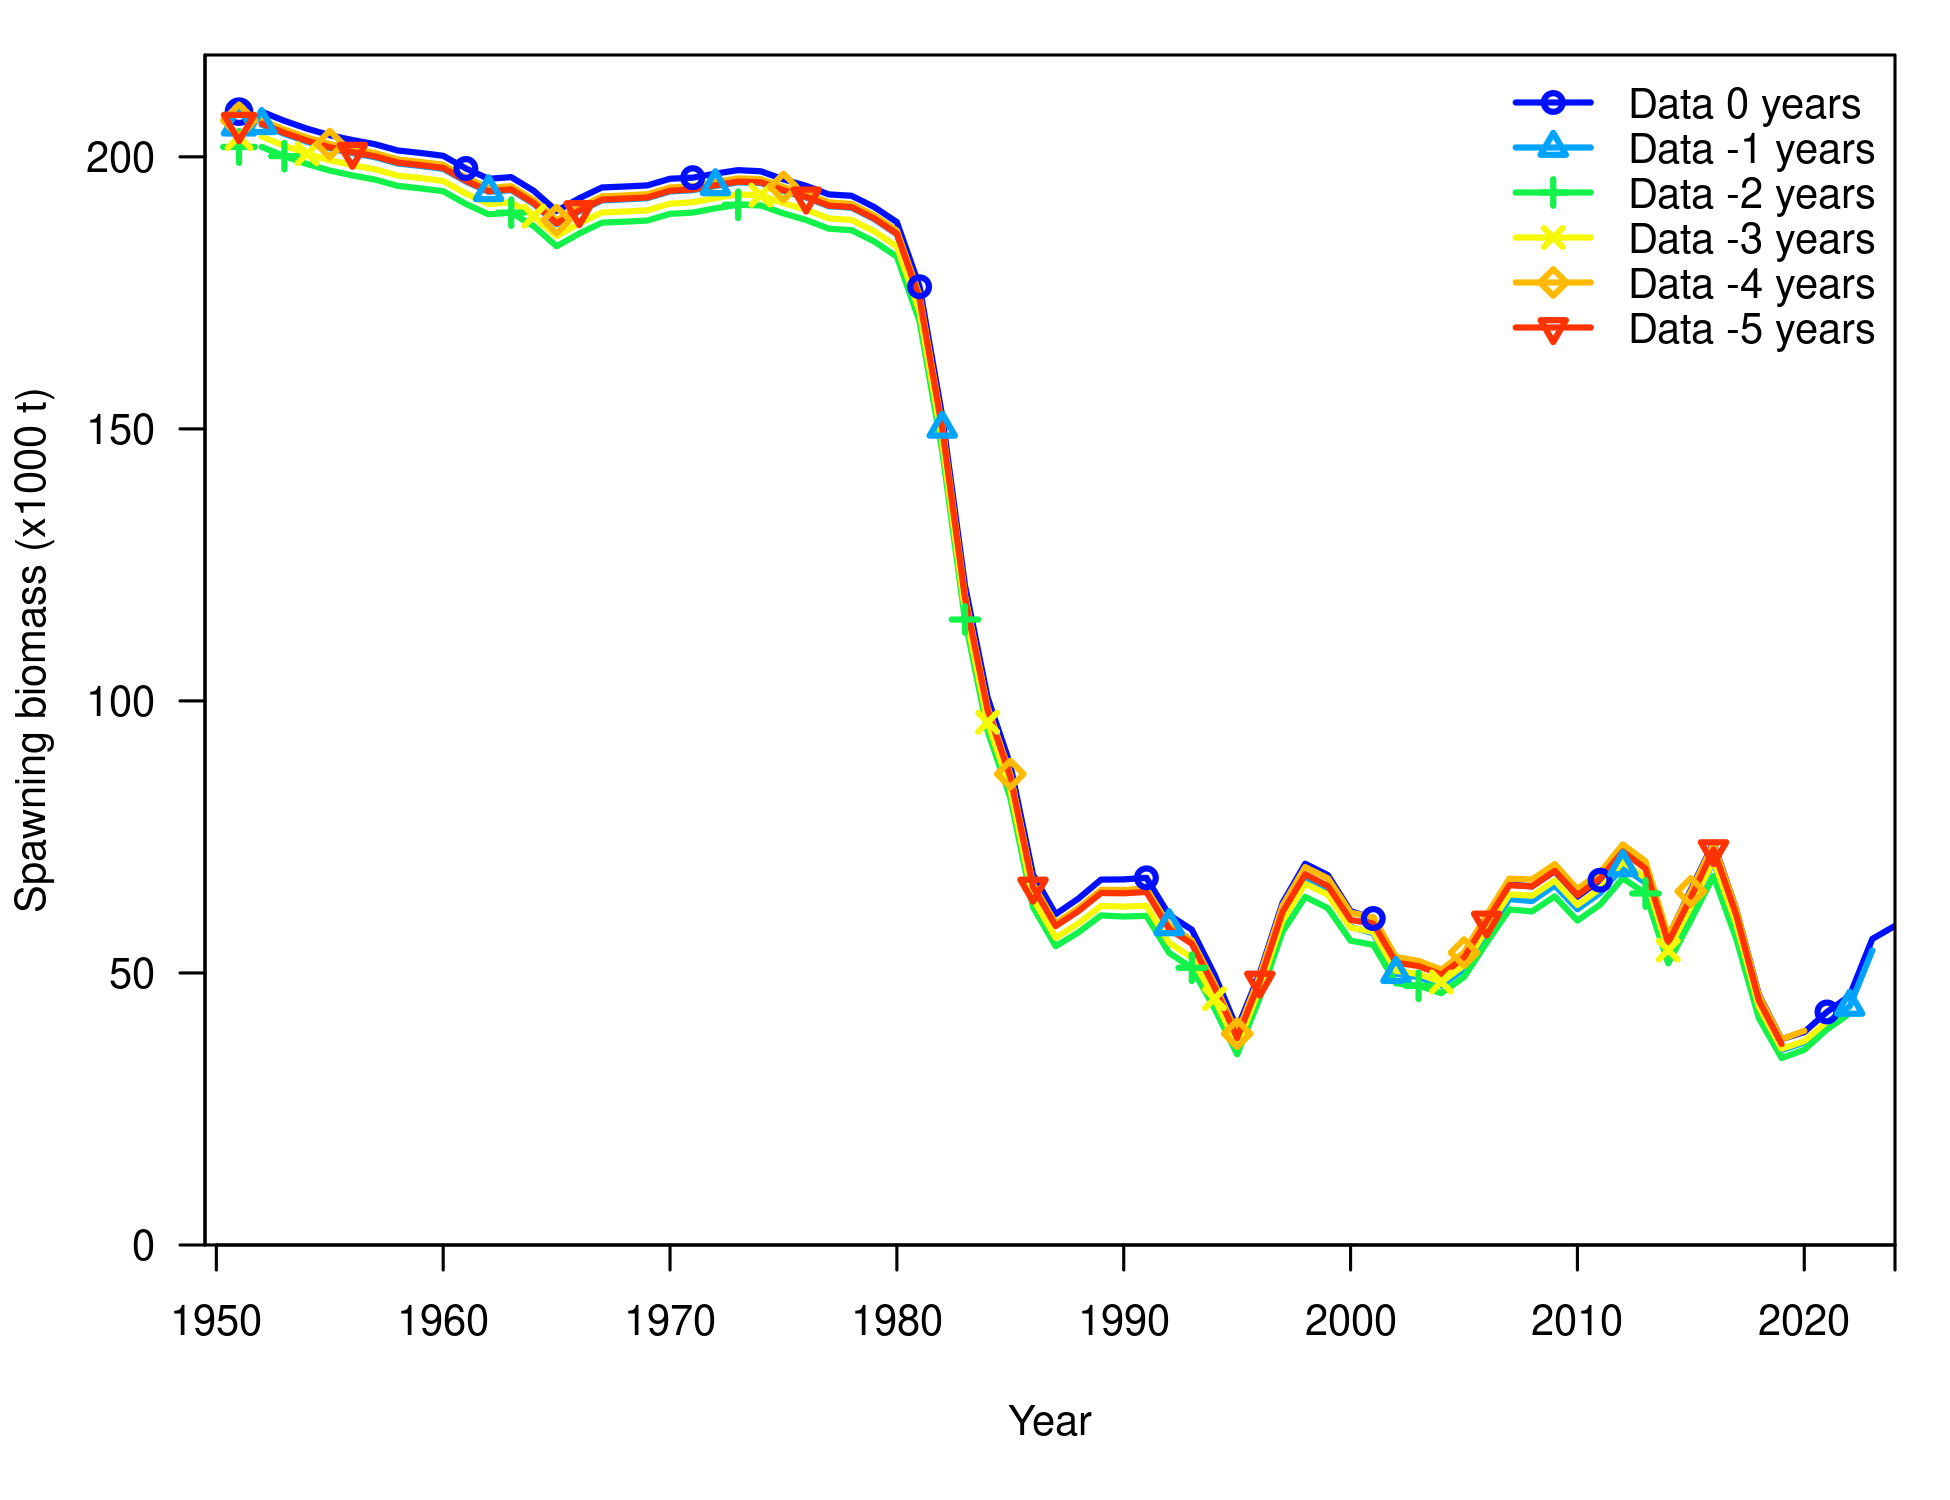 Data 0 years
Data -1 years
Data -2 years
Data -3 years
Data -4 years
Data -5 years
Spawning biomass (x1000 t)
200
150
100
50
0
1950 1960 1970 1980 1990 2000 2010 2020
Year